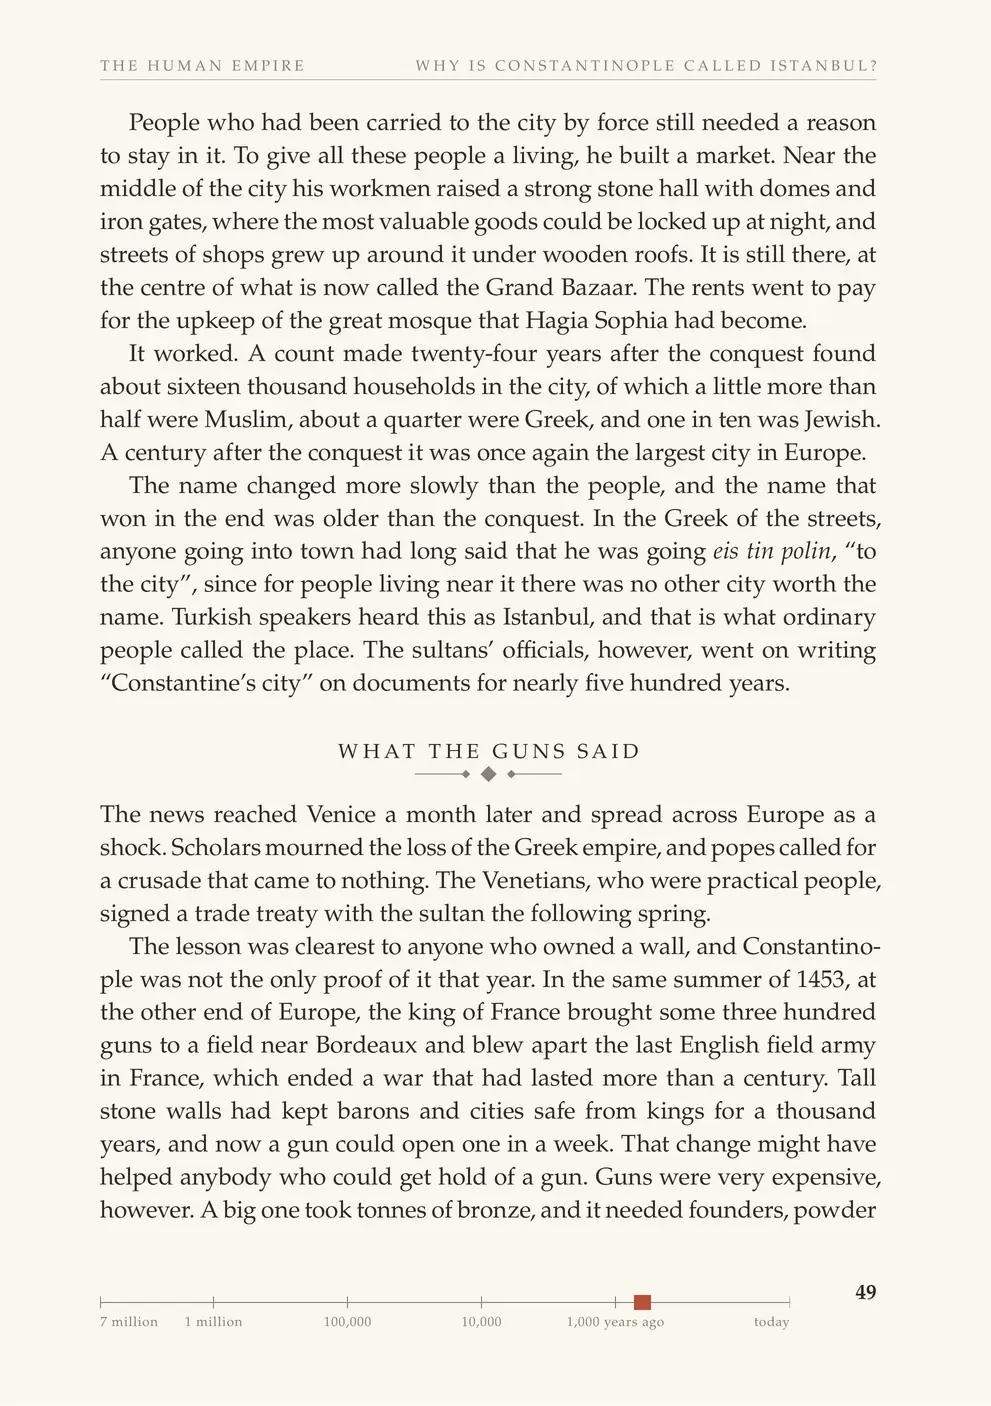 THE HUMAN EMPIRE
WHY IS CONSTANTINOPLE CALLED ISTANBUL?
People who had been carried to the city by force still needed a reason
to stay in it. To give all these people a living, he built a market. Near the
middle of the city his workmen raised a strong stone hall with domes and
iron gates, where the most valuable goods could be locked up at night, and
streets of shops grew up around it under wooden roofs. It is still there, at
the centre of what is now called the Grand Bazaar. The rents went to pay
for the upkeep of the great mosque that Hagia Sophia had become.
It worked. A count made twenty-four years after the conquest found
about sixteen thousand households in the city, of which a little more than
half were Muslim, about a quarter were Greek, and one in ten was Jewish.
A century after the conquest it was once again the largest city in Europe.
The name changed more slowly than the people, and the name that
won in the end was older than the conquest. In the Greek of the streets,
anyone going into town had long said that he was going eis tin polin, “to
the city”, since for people living near it there was no other city worth the
name. Turkish speakers heard this as Istanbul, and that is what ordinary
people called the place. The sultans’ officials, however, went on writing
“Constantine’s city” on documents for nearly five hundred years.
WHAT THE GUNS SAID
The news reached Venice a month later and spread across Europe as a
shock. Scholars mourned the loss of the Greek empire, and popes called for
a crusade that came to nothing. The Venetians, who were practical people,
signed a trade treaty with the sultan the following spring.
The lesson was clearest to anyone who owned a wall, and Constantino-
ple was not the only proof of it that year. In the same summer of 1453, at
the other end of Europe, the king of France brought some three hundred
guns to a field near Bordeaux and blew apart the last English field army
in France, which ended a war that had lasted more than a century. Tall
stone walls had kept barons and cities safe from kings for a thousand
years, and now a gun could open one in a week. That change might have
helped anybody who could get hold of a gun. Guns were very expensive,
however. A big one took tonnes of bronze, and it needed founders, powder
49
7 million
1 million
100,000
10,000
1,000 years ago
today